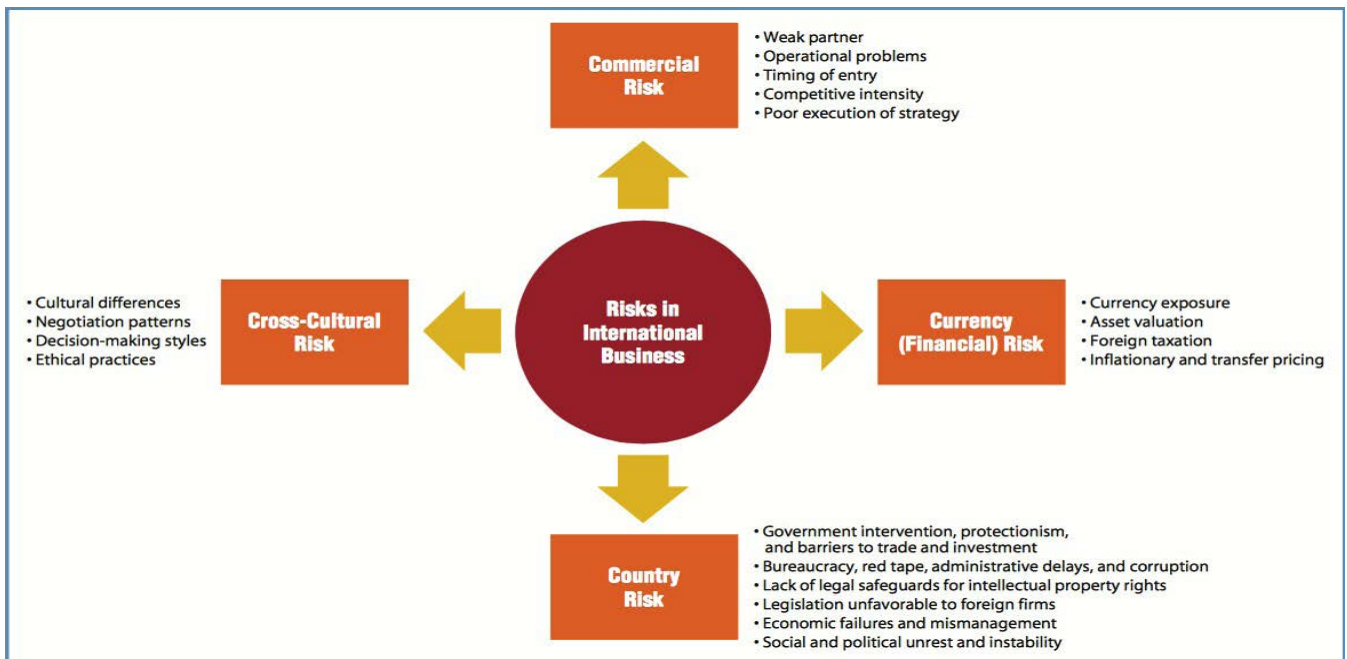 Commercial
Risk
• Weak partner
• Operational problems
• Timing of entry
• Competitive intensity
• Poor execution of strategy
• Cultural differences
• Negotiation patterns
• Decision-making styles
• Ethical practices
Cross-Cultural
Risk
Risks in
International
Business
Currency
(Financial) Risk
• Currency exposure
• Asset valuation
• Foreign taxation
• Inflationary and transfer pricing
Country
Risk
• Government intervention, protectionism,
and barriers to trade and investment
• Bureaucracy, red tape, administrative delays, and corruption
• Lack of legal safeguards for intellectual property rights
• Legislation unfavorable to foreign firms
• Economic failures and mismanagement
• Social and political unrest and instability